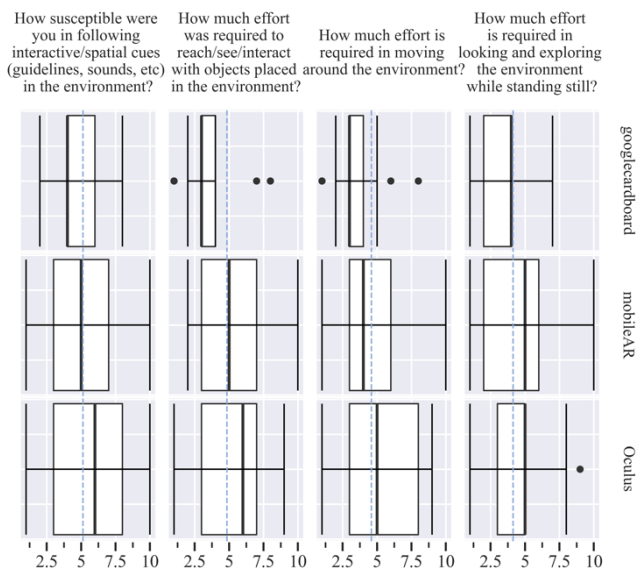 How susceptible were
you in following
interactive/spatial cues
(guidelines, sounds, etc)
in the environment?
How much effort
was required to
reach/see/interact
with objects placed
in the environment?
How much effort is
required in moving
around the environment?
How much effort
is required in
looking and exploring
the environment
while standing still?
googlecardboard
mobileAR
Oculus
2.5 5 7.5 10 2.5 5 7.5 10 2.5 5 7.5 10 2.5 5 7.5 10